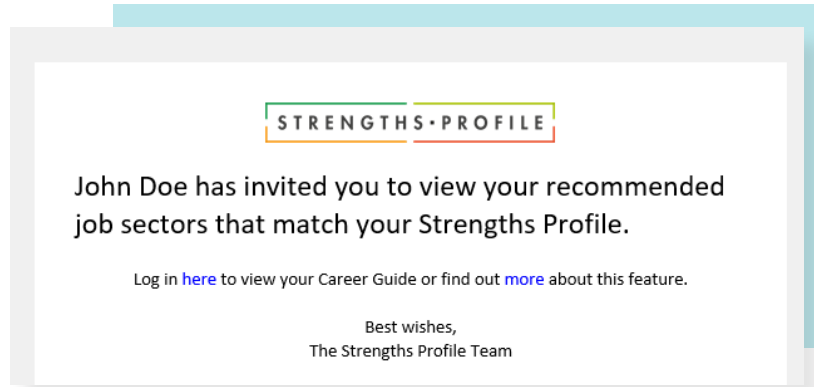 STRENGTHS·PROFILE
John Doe has invited you to view your recommended
job sectors that match your Strengths Profile.
Log in here to view your Career Guide or find out more about this feature.
Best wishes,
The Strengths Profile Team